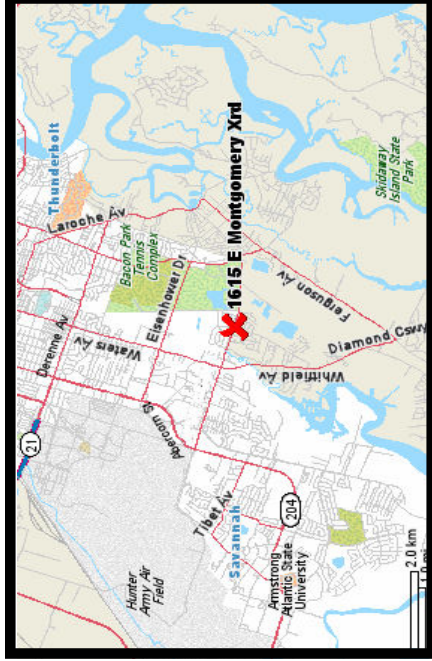 Thunderbolt
Laroche Av
Bacon Park
Tennis
Complex
Eisenhower Dr
Derenne Av
Waters Av
21
Abercorn St
1615 E Montgomery Xrd
Skidaway
Island State
Park
Ferguson Av
Diamond Cswy
Whitfield Av
Tibet Av
Savannah
204
Hunter
Army Air
Field
Armstrong
Atlantic State
University
2.0 km